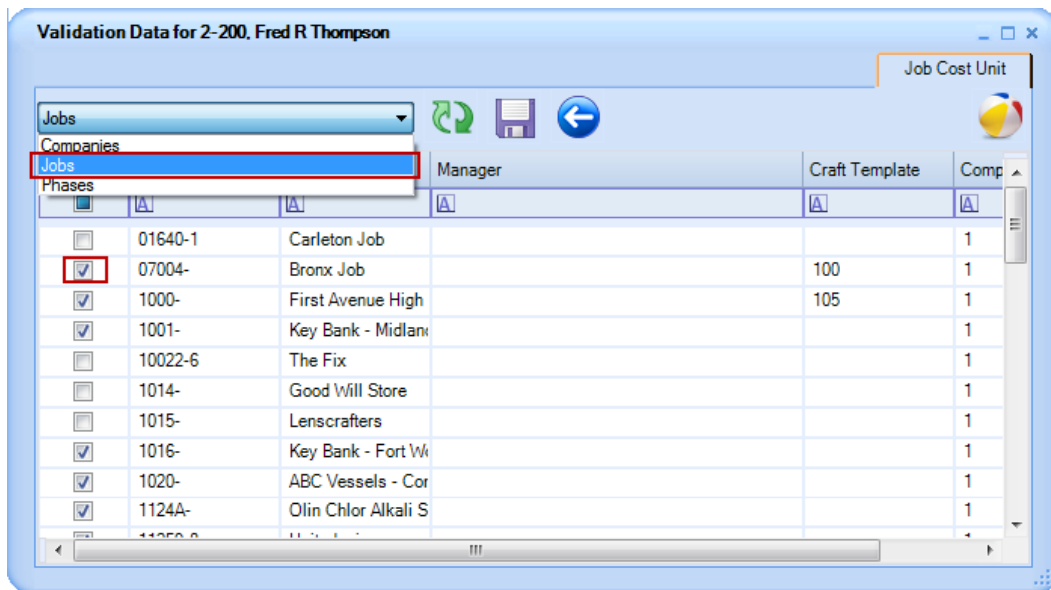 Validation Data for 2-200, Fred R Thompson
Job Cost Unit
Jobs
Companies
Jobs
Phases
Manager Craft Template Comp
A A A A A
01640-1 Carleton Job 1
07004- Bronx Job 100 1
1000- First Avenue High 105 1
1001- Key Bank - Midland 1
10022-6 The Fix 1
1014- Good Will Store 1
1015- Lenscrafters 1
1016- Key Bank - Fort Wo 1
1020- ABC Vessels - Cor 1
1124A- Olin Chlor Alkali S 1